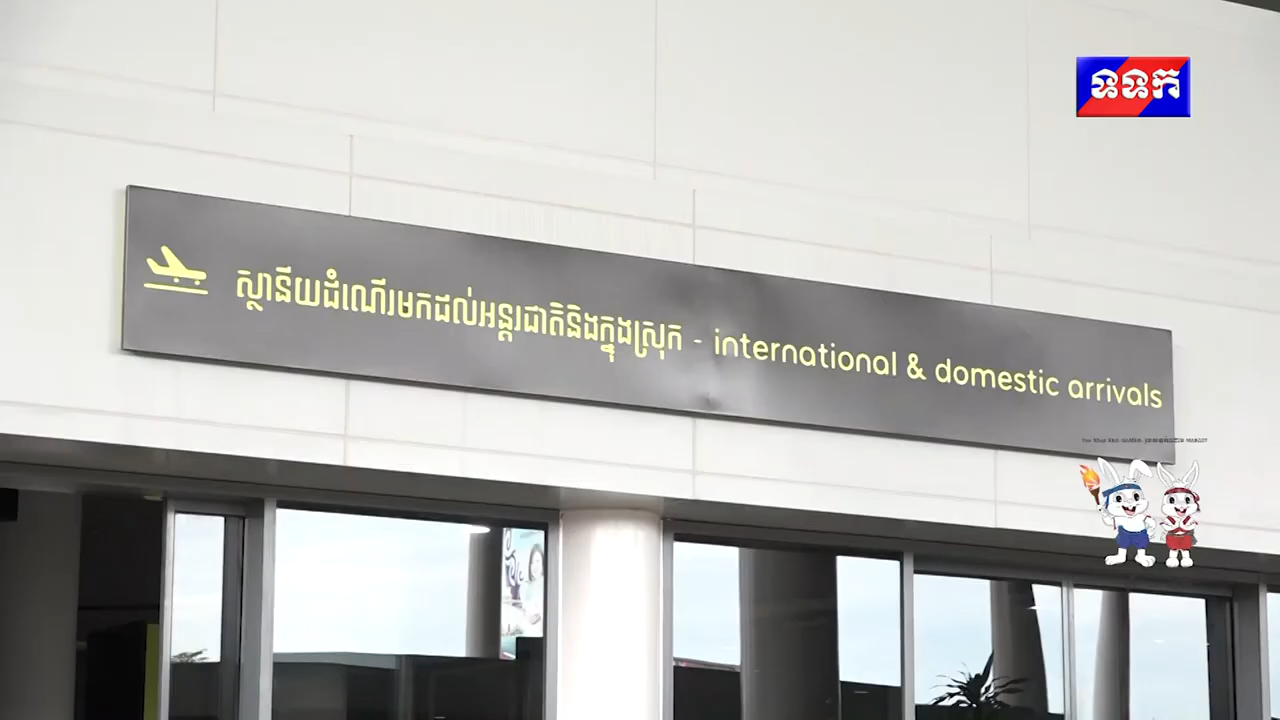 ទទក
ស្ថានីយដំណើរមកដល់អន្តរជាតិនិងក្នុងស្រុក - international & domestic arrivals